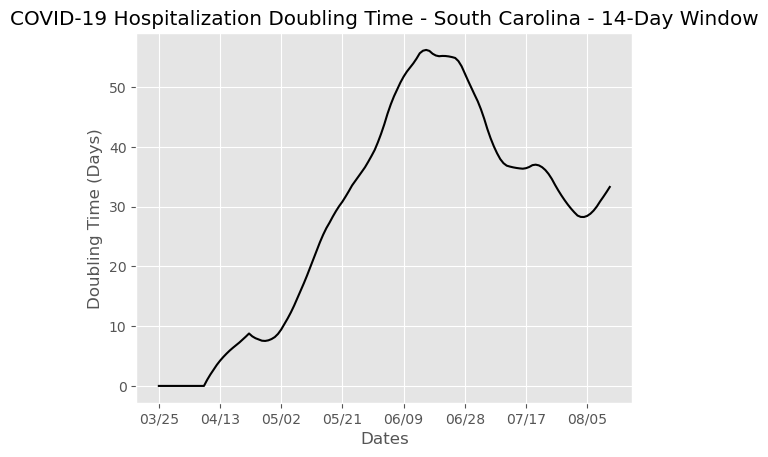 COVID-19 Hospitalization Doubling Time - South Carolina - 14-Day Window
Doubling Time (Days)
50
40
30
20
10
0
03/25 04/13 05/02 05/21 06/09 06/28 07/17 08/05
Dates